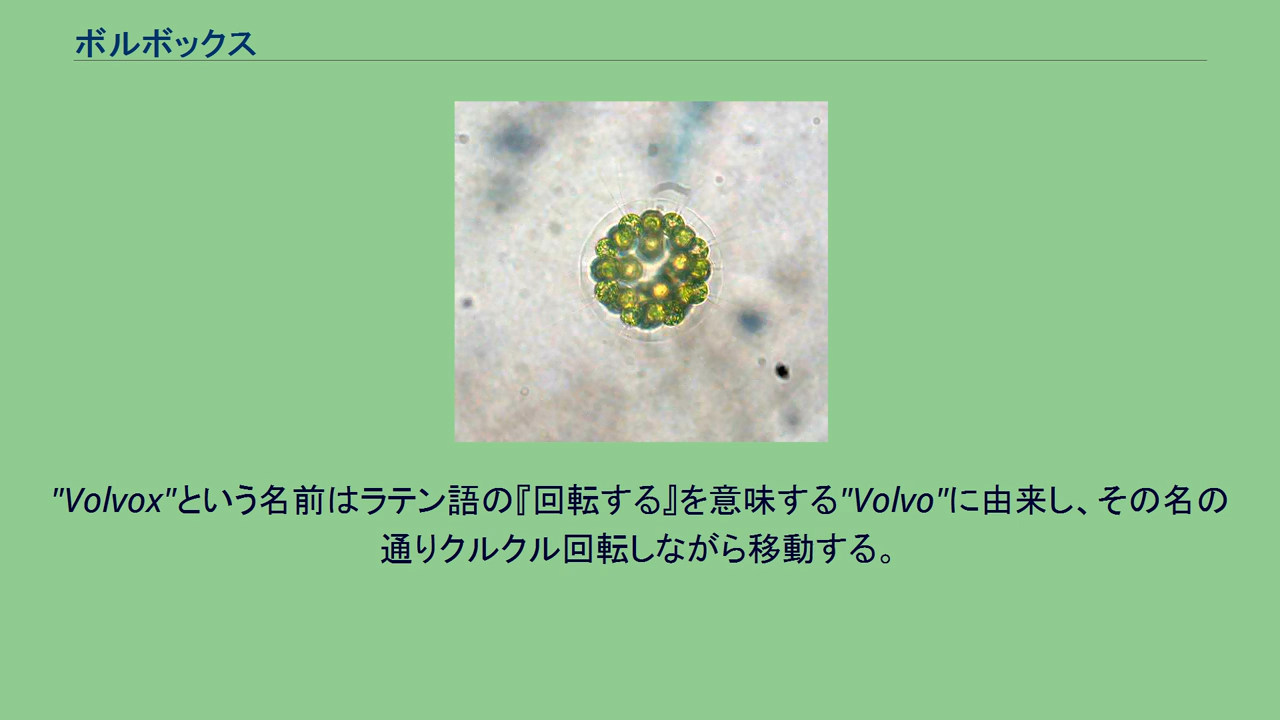 ボルボックス
"Volvox"という名前はラテン語の『回転する』を意味する"Volvo"に由来し、その名の
通りクルクル回転しながら移動する。